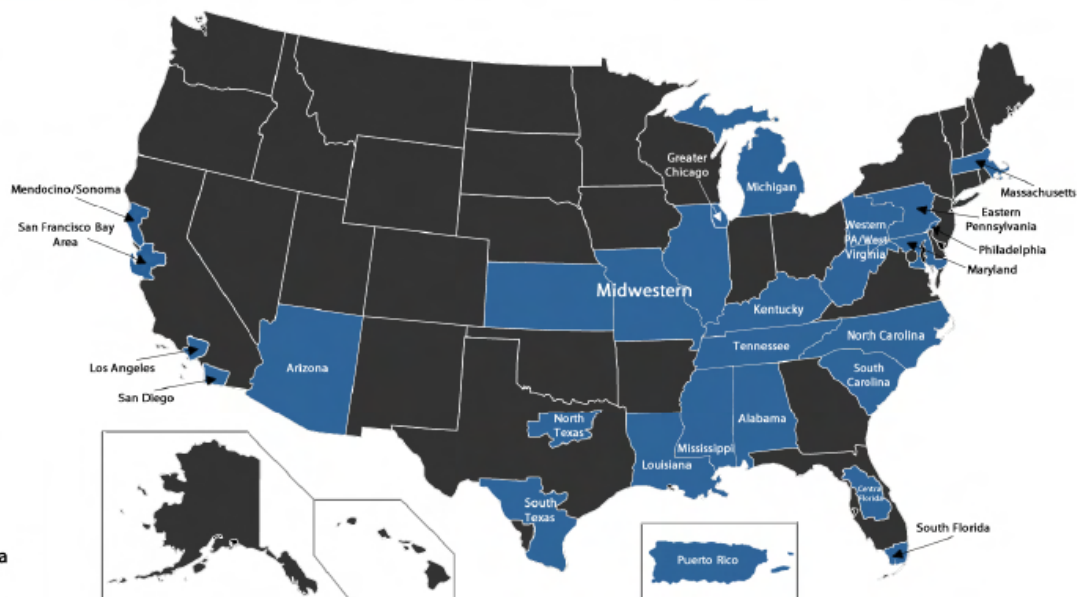 Mendocino/Sonoma
San Francisco Bay
Area
Los Angeles
San Diego
Arizona
Midwestern
Greater
Chicago
Michigan
Massachusetts
Eastern
Pennsylvania
Philadelphia
Maryland
Western
PA/West
Virginia
Kentucky
Tennessee
North Carolina
South
Carolina
Alabama
Mississippi
Louisiana
North
Texas
South
Texas
Central
Florida
South Florida
Puerto Rico
a